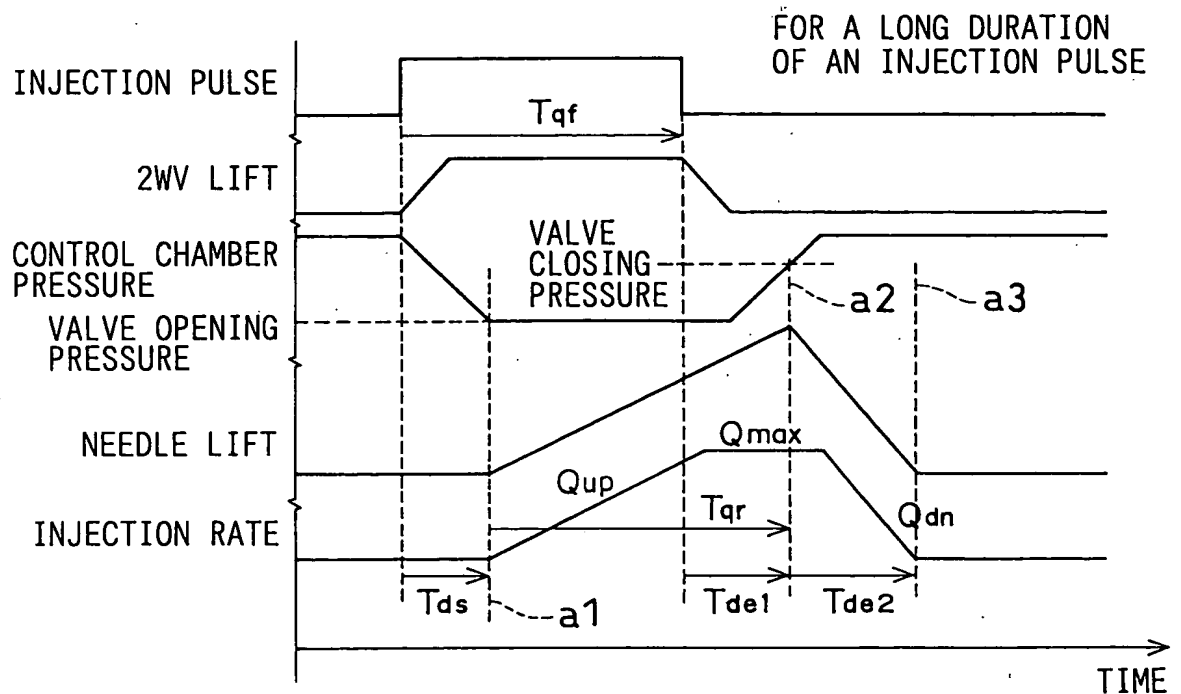 FOR A LONG DURATION
OF AN INJECTION PULSE
INJECTION PULSE
Tqf
2WV LIFT
CONTROL CHAMBER
PRESSURE
VALVE
CLOSING
PRESSURE
a2
a3
VALVE OPENING
PRESSURE
NEEDLE LIFT
Qmax
Qup
Tqr
Qdn
INJECTION RATE
Tds
a1
Tde1
Tde2
TIME